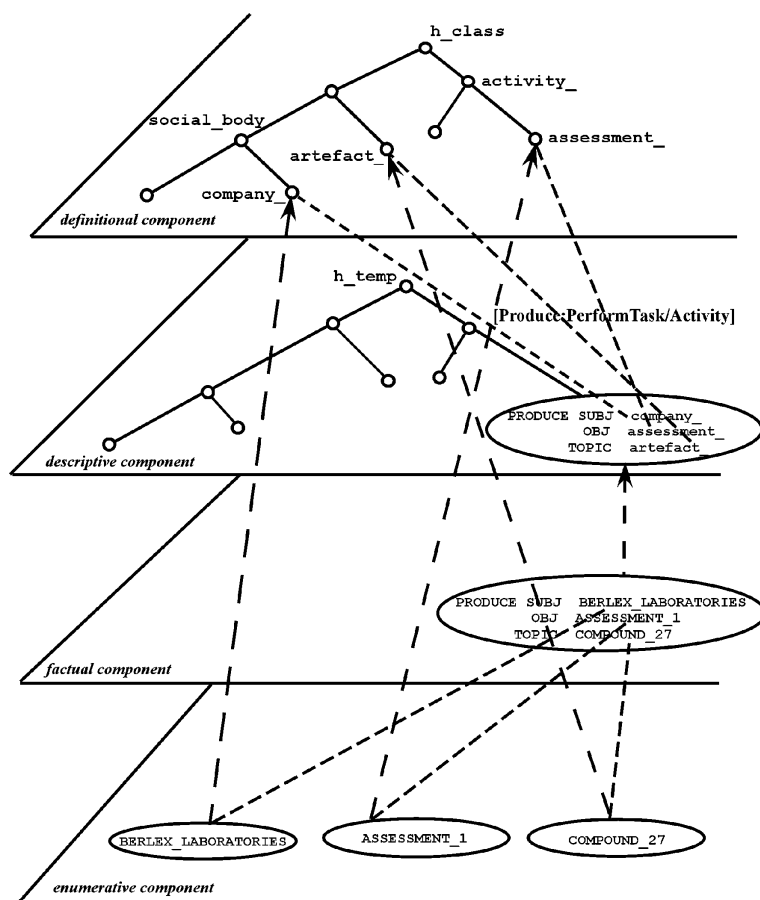 h_class
activity_
social_body
artefact_
assessment_
company_
definitional component
h_temp
[Produce:PerformTask/Activity]
PRODUCE SUBJ company_
OBJ assessment_
TOPIC artefact_
descriptive component
PRODUCE SUBJ BERLEX_LABORATORIES
OBJ ASSESSMENT_1
TOPIC COMPOUND_27
factual component
BERLEX_LABORATORIES
ASSESSMENT_1
COMPOUND_27
enumerative component